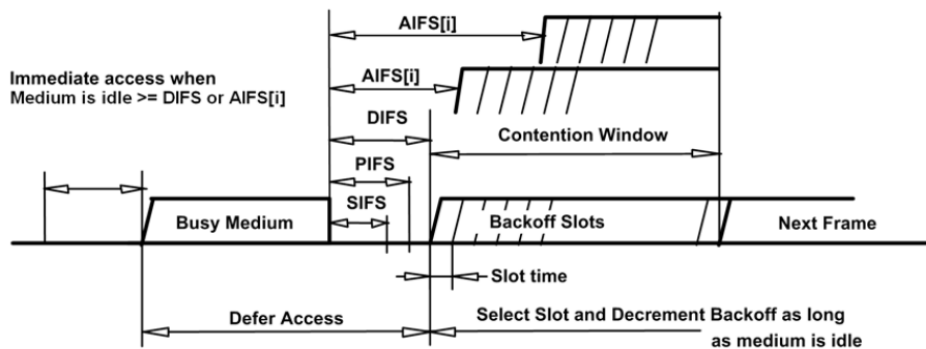 AIFS[i]
Immediate access when
Medium is idle >= DIFS or AIFS[i]
AIFS[i]
DIFS
Contention Window
PIFS
SIFS
Busy Medium
Backoff Slots
Next Frame
Slot time
Defer Access
Select Slot and Decrement Backoff as long
as medium is idle